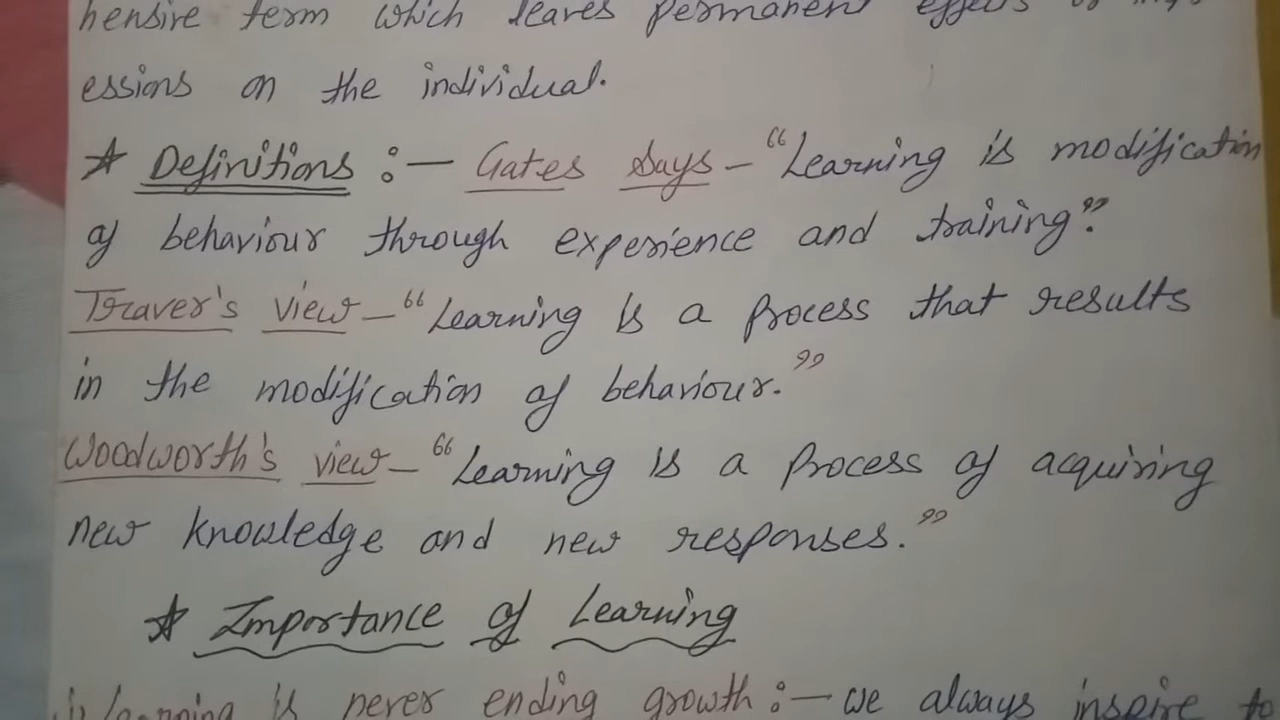 hensive term which leaves permanent effects
essions on the individual.
☆ Definitions :- Gates Says - "Learning is modification
of behaviour through experience and training".
Traver's view - "Learning is a process that results
in the modification of behaviour."
Woodworth's view - "Learning is a process of acquiring
new knowledge and new responses."
☆ Importance of Learning
learning is never ending growth :- we always inspire to